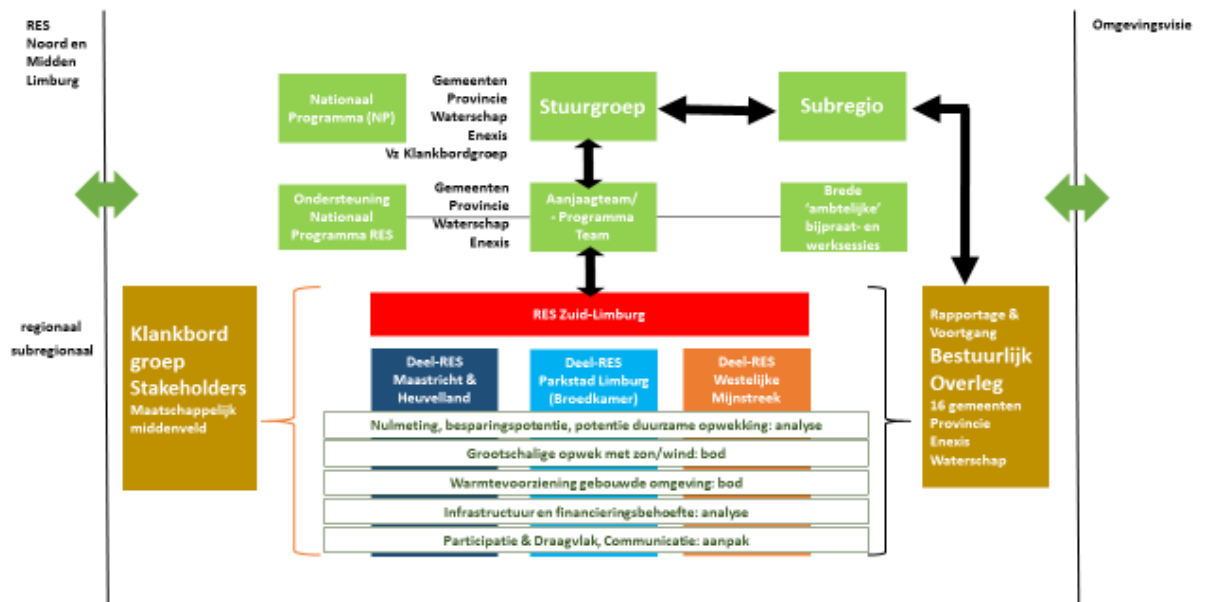 RES
Noord en
Midden
Limburg
Omgevingsvisie
Nationaal
Programma (NP)
Gemeenten
Provincie
Waterschap
Enexis
Vz Klankbordgroep
Stuurgroep
Subregio
Ondersteuning
Nationaal
Programma RES
Gemeenten
Provincie
Waterschap
Enexis
Aanjaagteam/
- Programma
Team
Brede
‘ambtelijke’
bijpraat- en
werksessies
regionaal
subregionaal
Klankbord
groep
Stakeholders
Maatschappelijk
middenveld
RES Zuid-Limburg
Deel-RES
Maastricht &
Heuvelland
Deel-RES
Parkstad Limburg
(Broedkamer)
Deel-RES
Westelijke
Mijnstreek
Nulmeting, besparingspotentie, potentie duurzame opwekking: analyse
Grootschalige opwek met zon/wind: bod
Warmtevoorziening gebouwde omgeving: bod
Infrastructuur en financieringsbehoefte: analyse
Participatie & Draagvlak, Communicatie: aanpak
Rapportage &
Voortgang
Bestuurlijk
Overleg
16 gemeenten
Provincie
Enexis
Waterschap